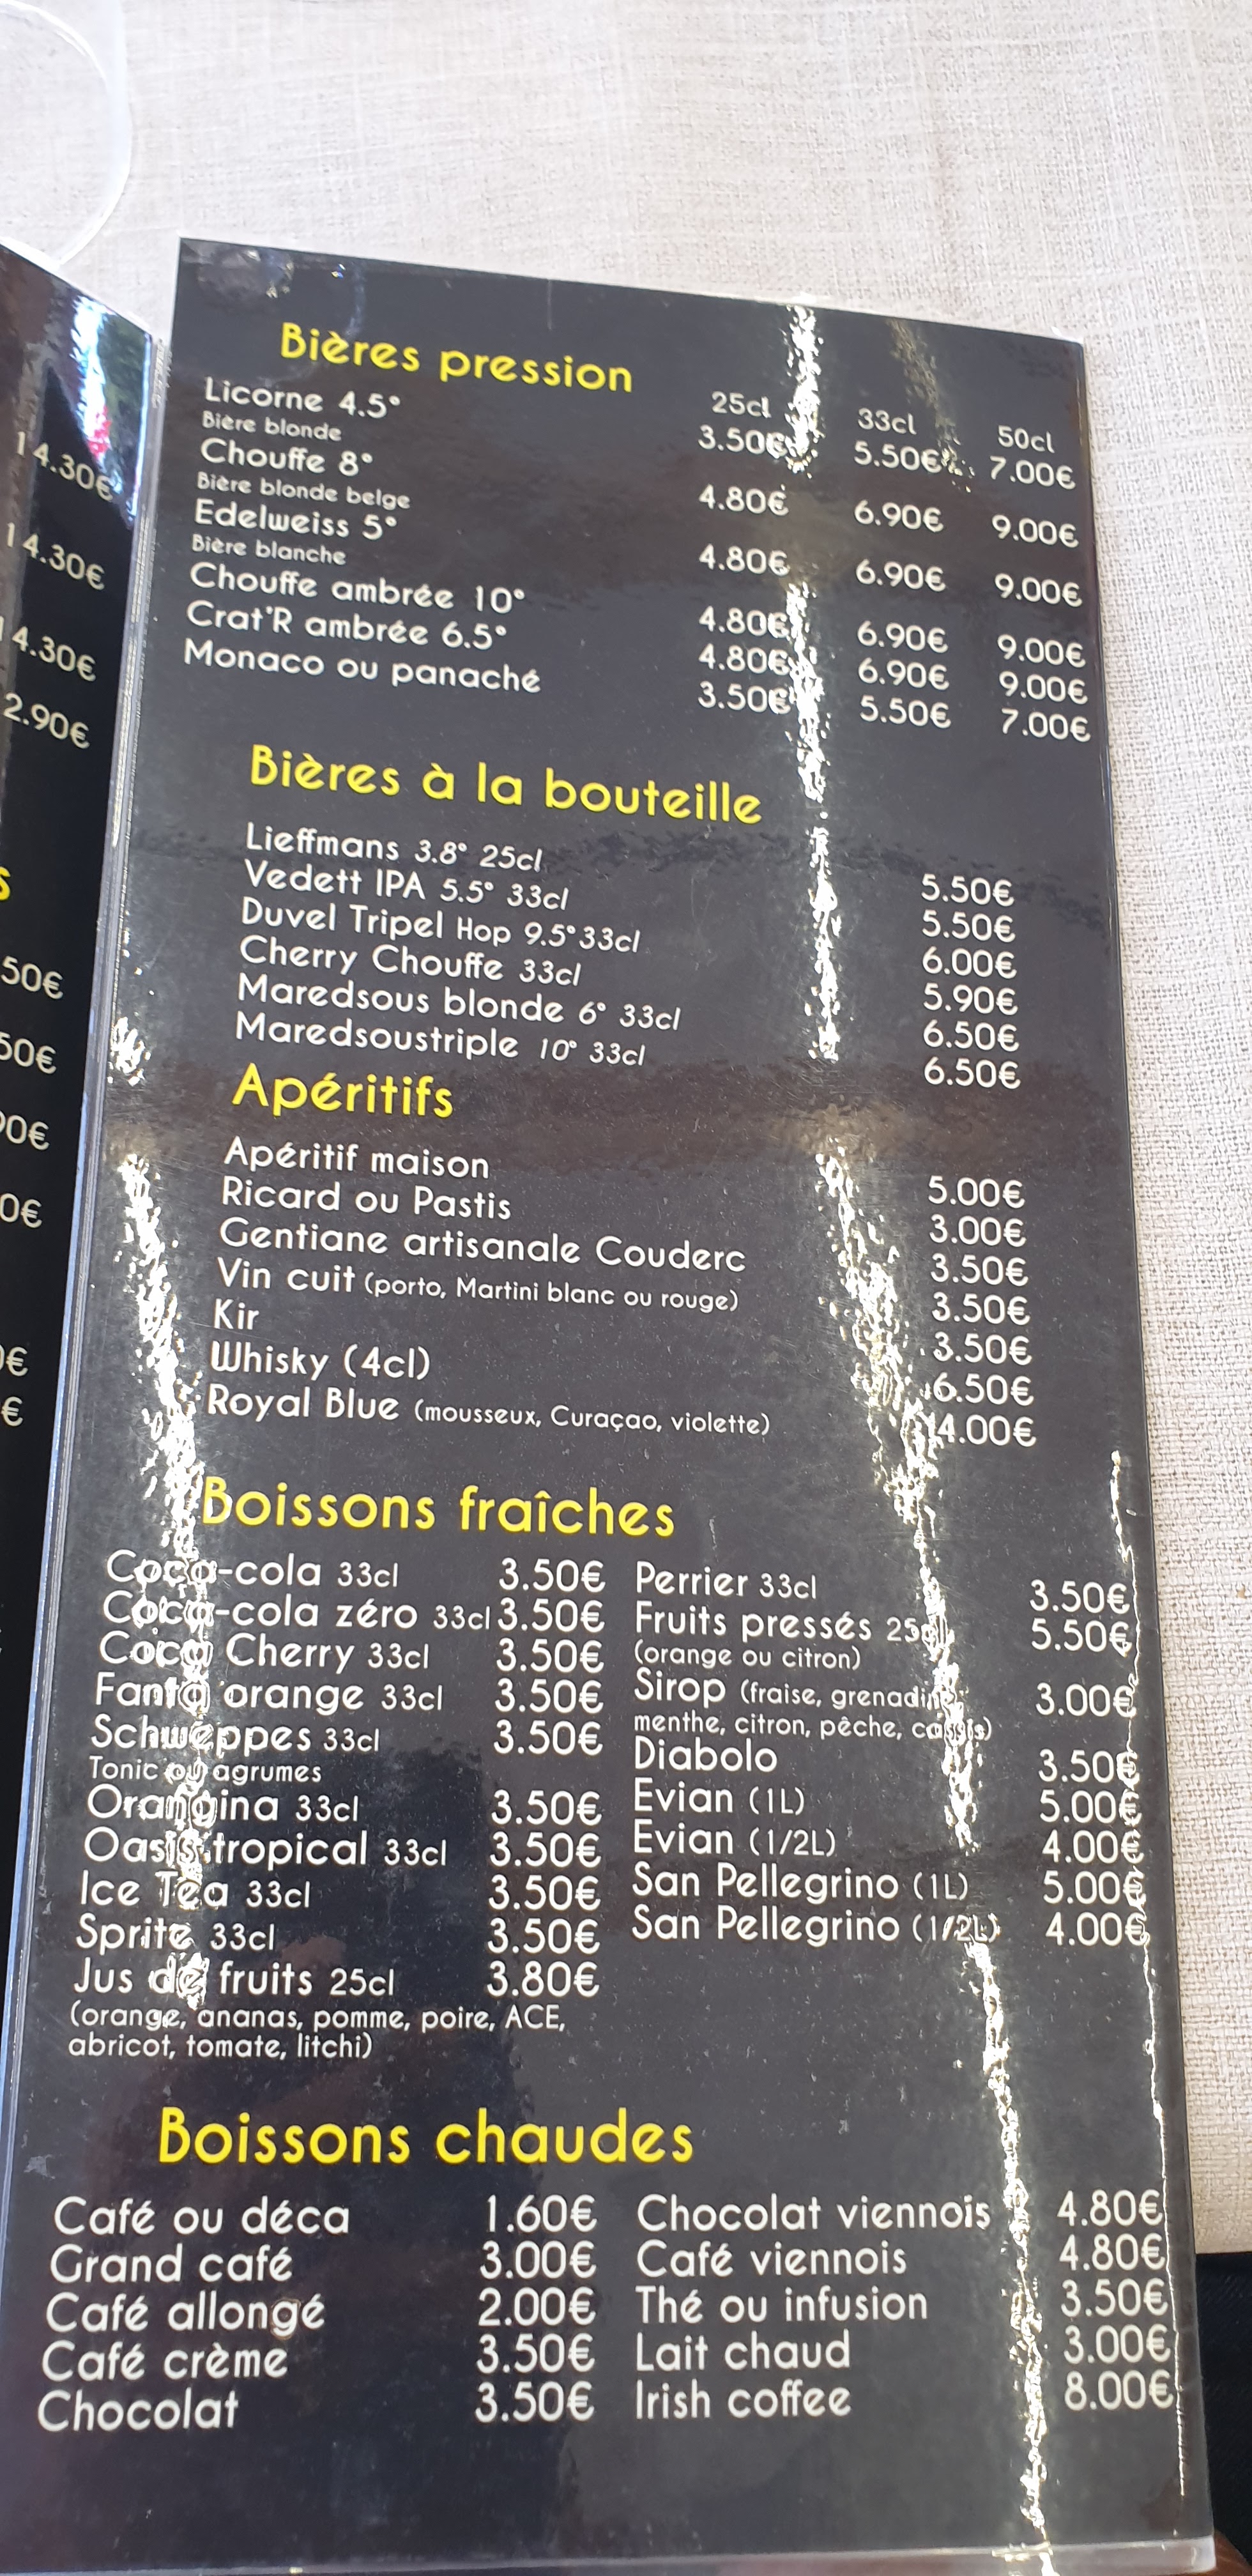 14.30€
14.30€
14.30€
2.90€
Bières pression
25cl 33cl 50cl
Licorne 4.5° 3.50€ 5.50€ 7.00€
Bière blonde
Chouffe 8° 4.80€ 6.90€ 9.00€
Bière blonde belge
Edelweiss 5° 4.80€ 6.90€ 9.00€
Bière blanche
Chouffe ambrée 10° 4.80€ 6.90€ 9.00€
Crat'R ambrée 6.5° 4.80€ 6.90€ 9.00€
Monaco ou panaché 3.50€ 5.50€ 7.00€
Bières à la bouteille
Lieffmans 3.8° 25cl 5.50€
Vedett IPA 5.5° 33cl 5.50€
Duvel Tripel Hop 9.5°33cl 6.00€
Cherry Chouffe 33cl 5.90€
Maredsous blonde 6° 33cl 6.50€
Maredsoustriple 10° 33cl 6.50€
Apéritifs
Apéritif maison 5.00€
Ricard ou Pastis 3.00€
Gentiane artisanale Couderc 3.50€
Vin cuit (porto, Martini blanc ou rouge) 3.50€
Kir 3.50€
Whisky (4cl) 6.50€
Royal Blue (mousseux, Curaçao, violette) 4.00€
Boissons fraîches
Coca-cola 33cl 3.50€
Coca-cola zéro 33cl 3.50€
Coca Cherry 33cl 3.50€
Fanta orange 33cl 3.50€
Schweppes 33cl 3.50€
Tonic ou agrumes
Orangina 33cl 3.50€
Oasis tropical 33cl 3.50€
Ice Tea 33cl 3.50€
Sprite 33cl 3.50€
Jus de fruits 25cl 3.80€
(orange, ananas, pomme, poire, ACE,
abricot, tomate, litchi)
Perrier 33cl 3.50€
Fruits pressés 25cl 5.50€
(orange ou citron)
Sirop (fraise, grenadine, 3.00€
menthe, citron, pêche, cassis)
Diabolo 3.50€
Evian (1L) 5.00€
Evian (1/2L) 4.00€
San Pellegrino (1L) 5.00€
San Pellegrino (1/2L) 4.00€
Boissons chaudes
Café ou déca 1.60€
Grand café 3.00€
Café allongé 2.00€
Café crème 3.50€
Chocolat 3.50€
Chocolat viennois 4.80€
Café viennois 4.80€
Thé ou infusion 3.50€
Lait chaud 3.00€
Irish coffee 8.00€